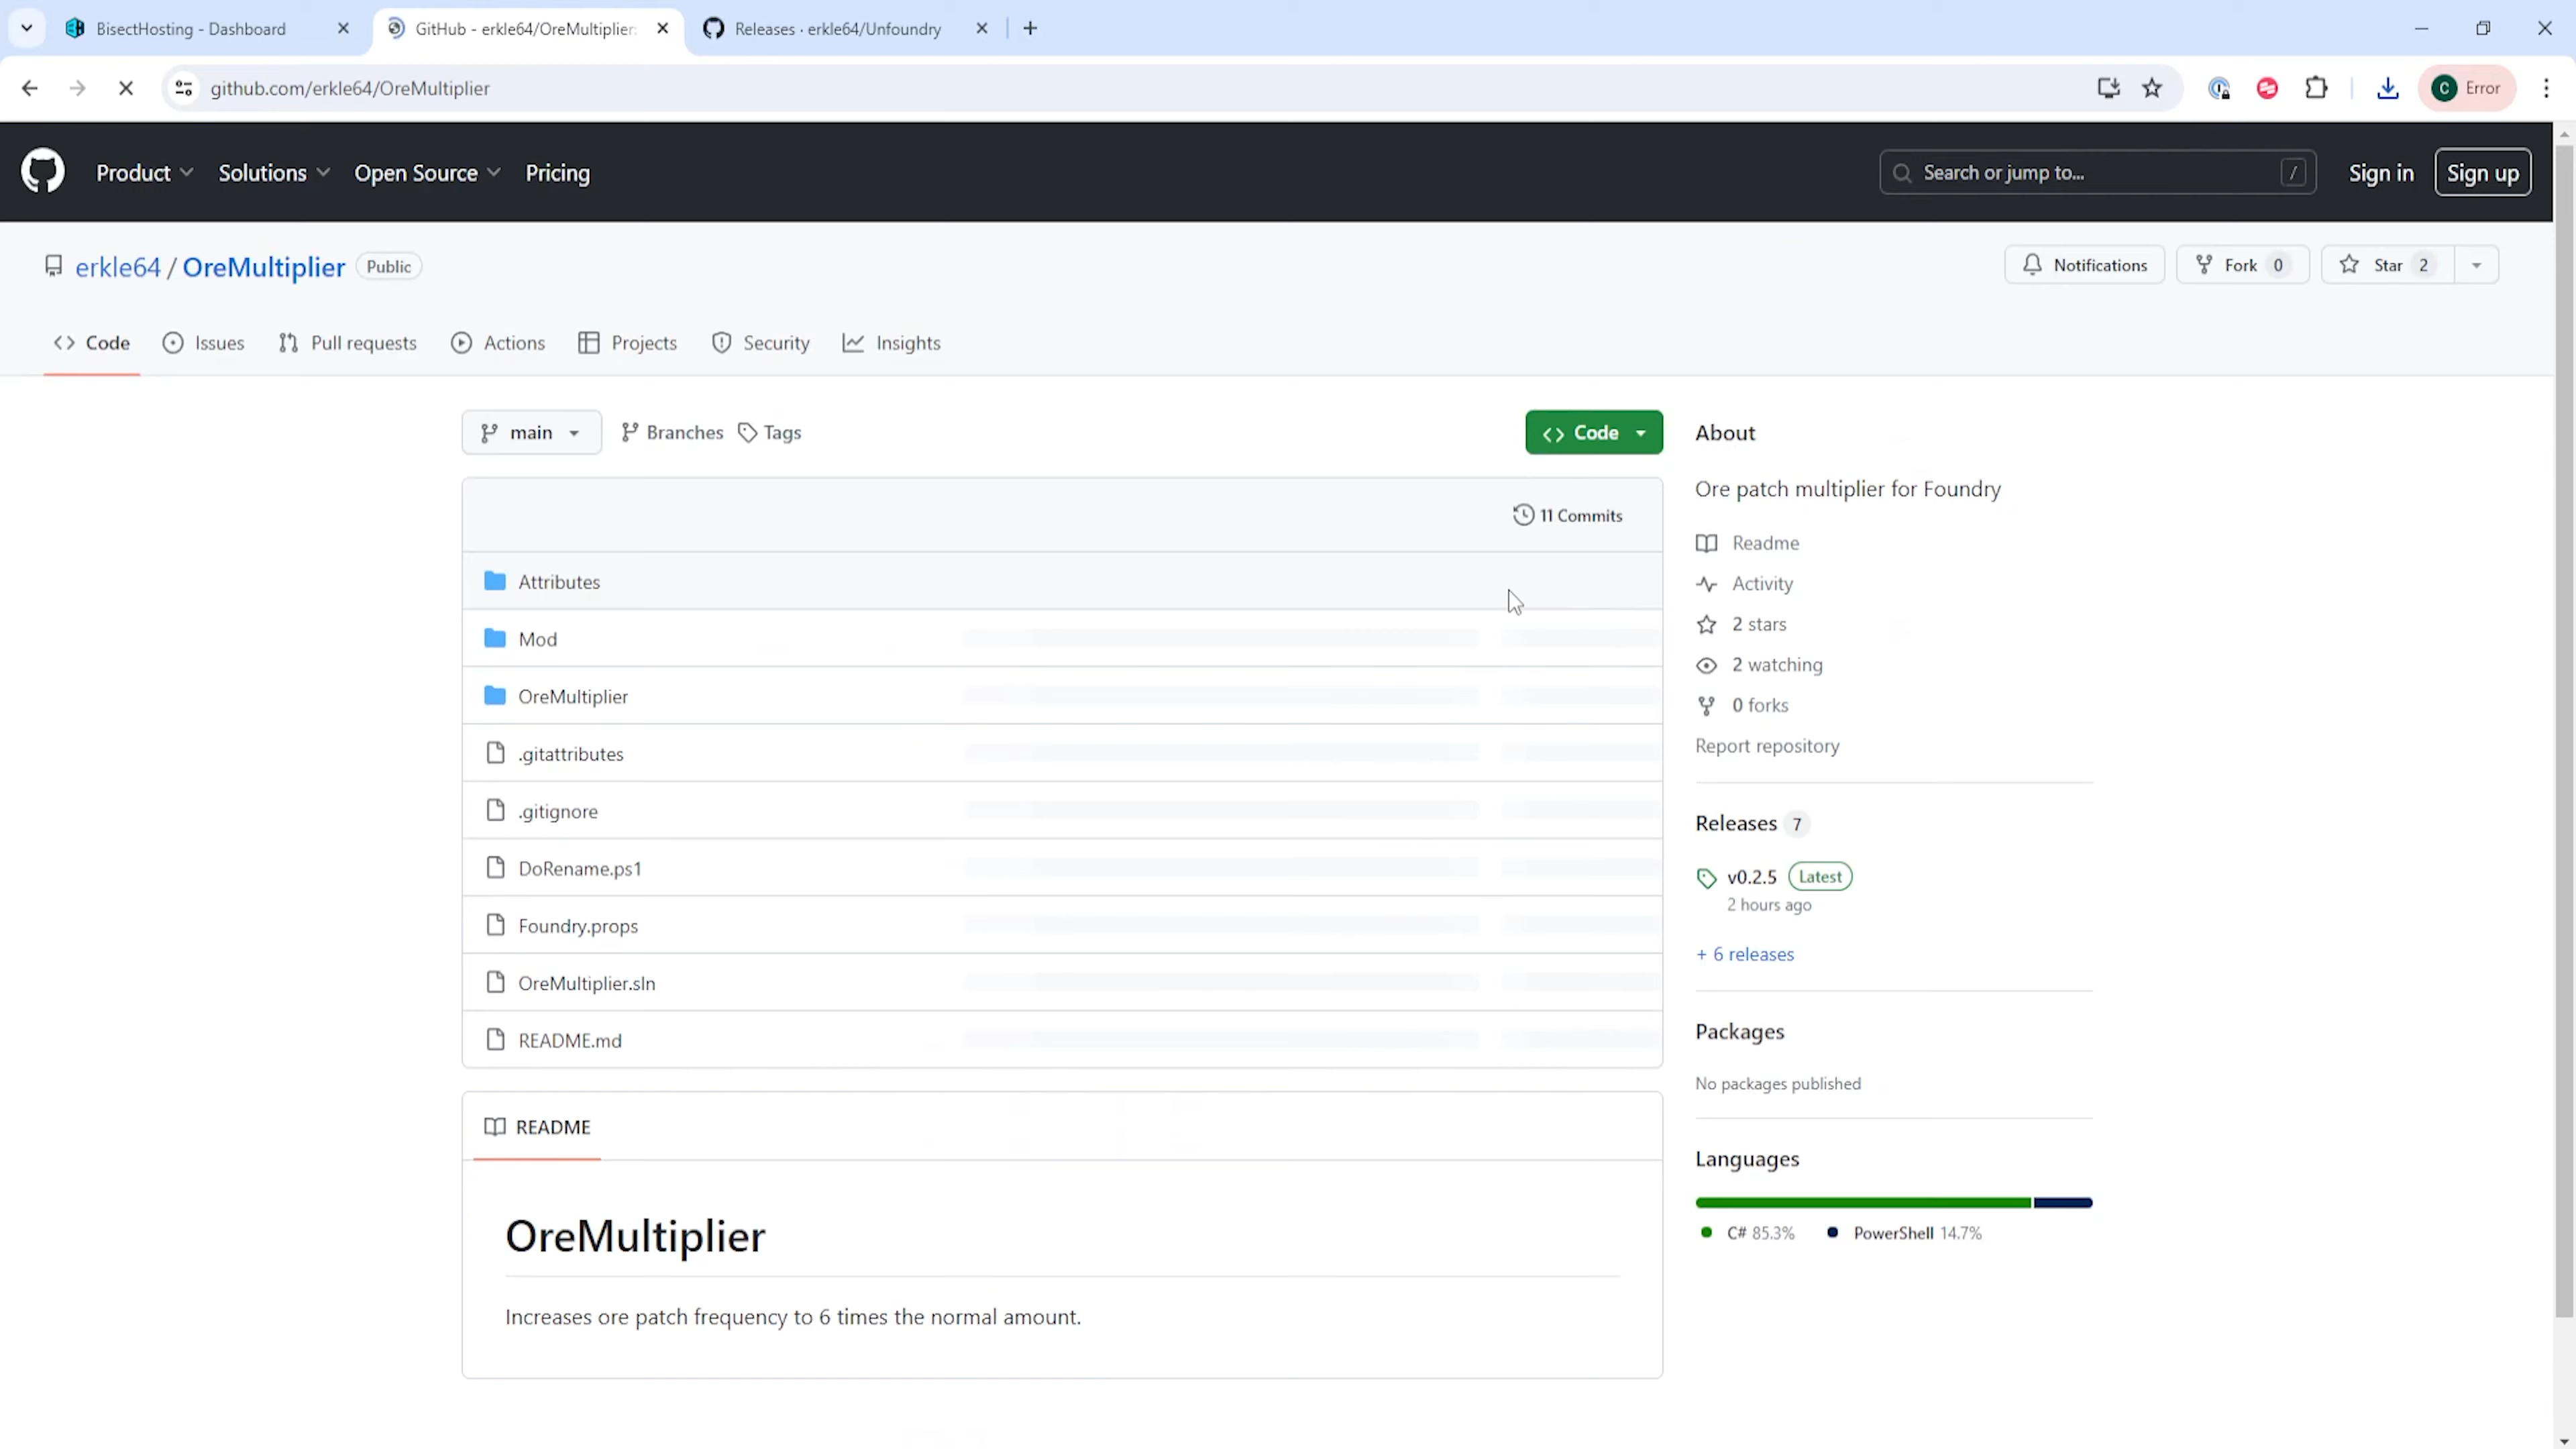 BisectHosting - Dashboard
GitHub - erkle64/OreMultiplier:
Releases · erkle64/Unfoundry
github.com/erkle64/OreMultiplier
C Error
Product
Solutions
Open Source
Pricing
Search or jump to...
/
Sign in
Sign up
erkle64 / OreMultiplier
Public
Notifications
Fork 0
Star 2
Code
Issues
Pull requests
Actions
Projects
Security
Insights
main
Branches
Tags
Code
11 Commits
Attributes
Mod
OreMultiplier
.gitattributes
.gitignore
DoRename.ps1
Foundry.props
OreMultiplier.sln
README.md
README
OreMultiplier
Increases ore patch frequency to 6 times the normal amount.
About
Ore patch multiplier for Foundry
Readme
Activity
2 stars
2 watching
0 forks
Report repository
Releases 7
v0.2.5 Latest
2 hours ago
+ 6 releases
Packages
No packages published
Languages
C# 85.3% PowerShell 14.7%